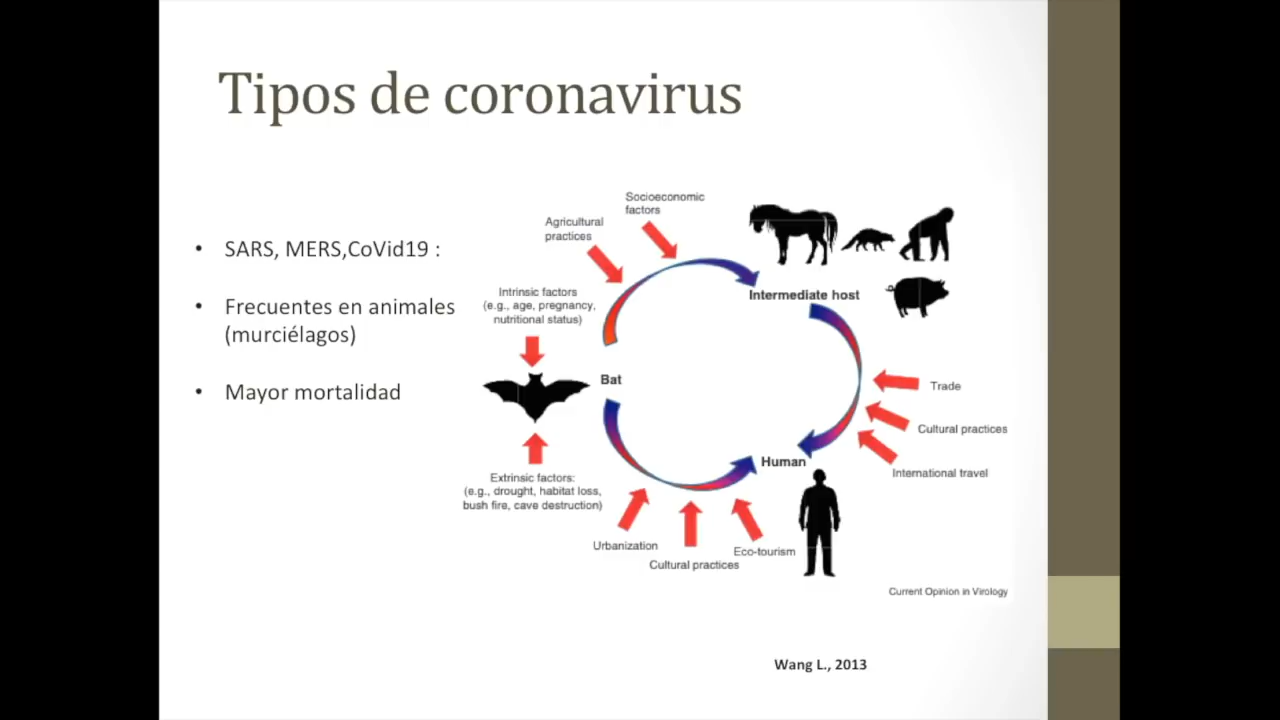 Tipos de coronavirus
• SARS, MERS,CoVid19 :
• Frecuentes en animales
(murciélagos)
• Mayor mortalidad
Socioeconomic
factors
Agricultural
practices
Intrinsic factors
(e.g., age, pregnancy,
nutritional status)
Intermediate host
Bat
Trade
Cultural practices
International travel
Human
Extrinsic factors:
(e.g., drought, habitat loss,
bush fire, cave destruction)
Urbanization
Cultural practices
Eco-tourism
Current Opinion in Virology
Wang L., 2013